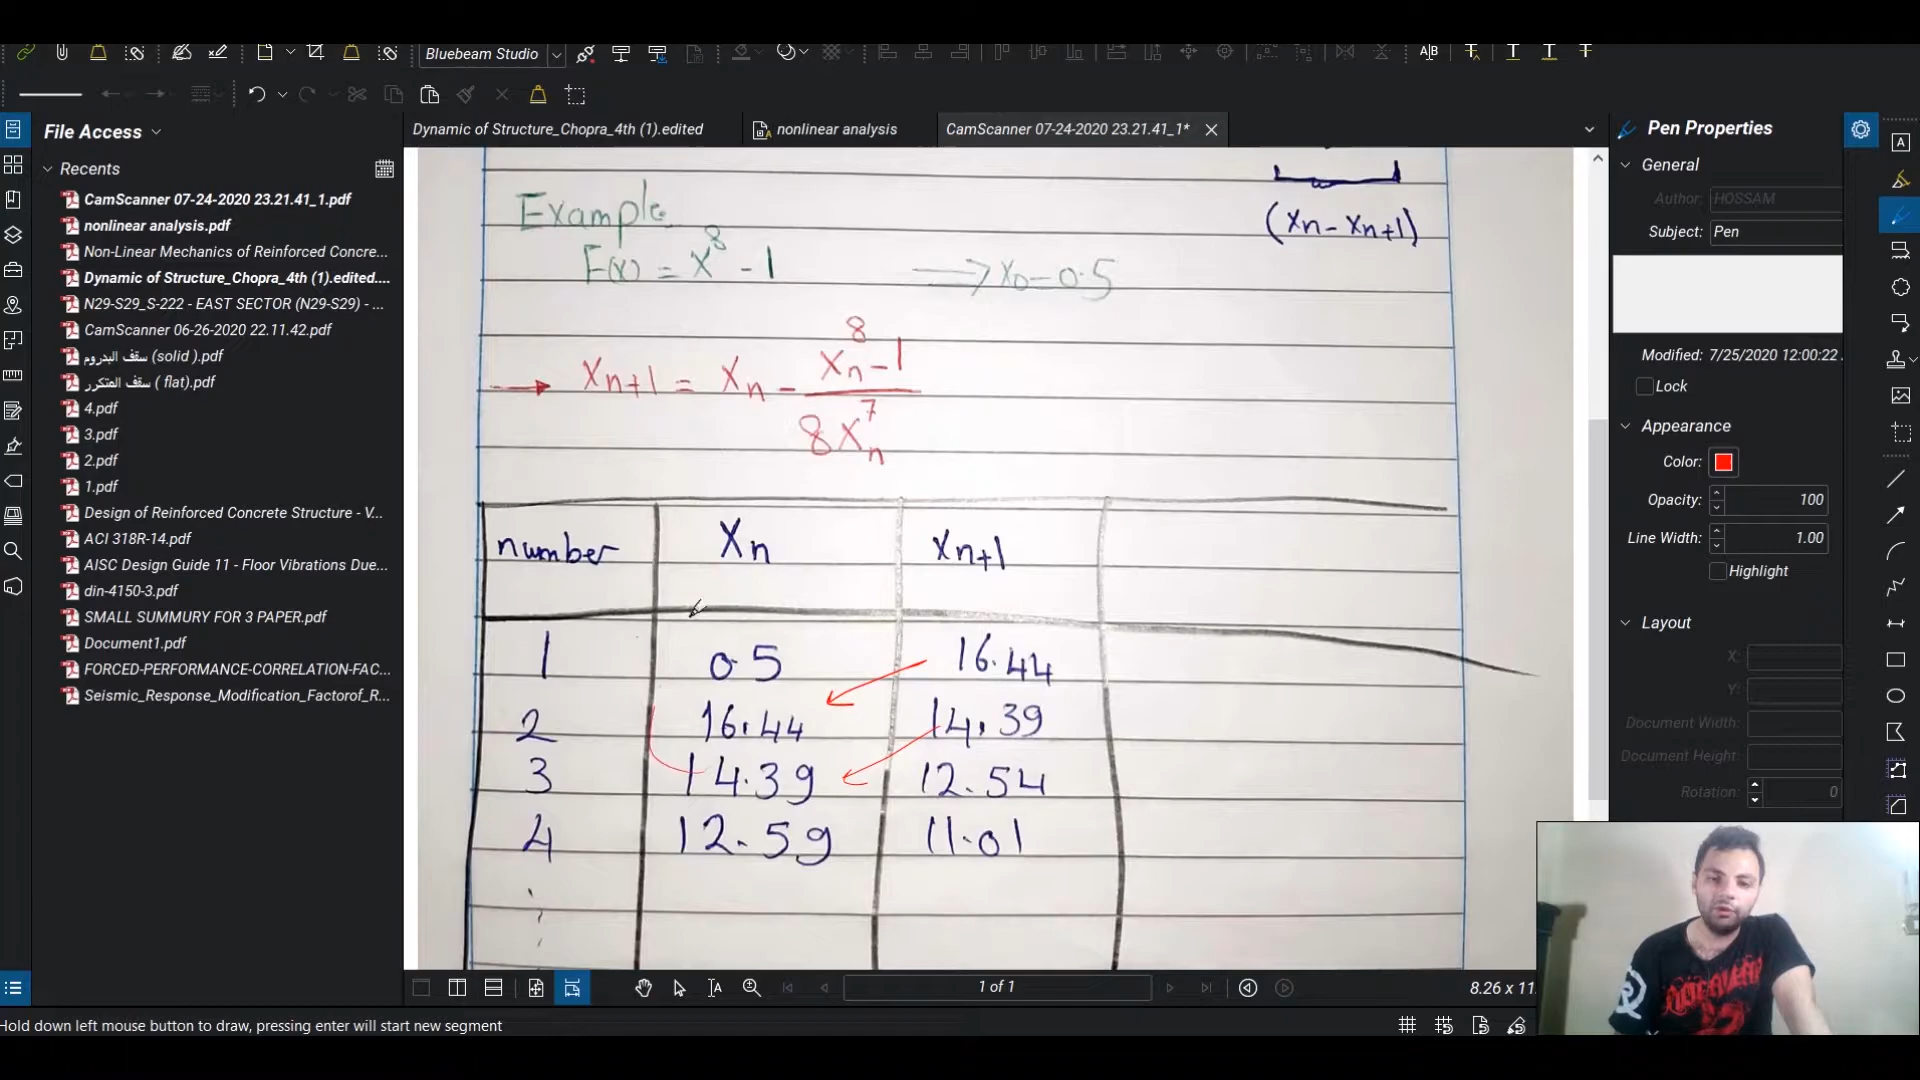 Bluebeam Studio
File Access
Recents
CamScanner 07-24-2020 23.21.41_1.pdf
nonlinear analysis.pdf
Non-Linear Mechanics of Reinforced Concre...
Dynamic of Structure_Chopra_4th (1).edited....
N29-S29_S-222 - EAST SECTOR (N29-S29) - ...
CamScanner 06-26-2020 22.11.42.pdf
سقف البدروم (solid ).pdf
سقف المتكرر ( flat).pdf
4.pdf
3.pdf
2.pdf
1.pdf
Design of Reinforced Concrete Structure - V...
ACI 318R-14.pdf
AISC Design Guide 11 - Floor Vibrations Due...
din-4150-3.pdf
SMALL SUMMURY FOR 3 PAPER.pdf
Document1.pdf
FORCED-PERFORMANCE-CORRELATION-FAC...
Seismic_Response_Modification_Factorof_R...
Dynamic of Structure_Chopra_4th (1).edited
nonlinear analysis
CamScanner 07-24-2020 23.21.41_1*
(Xn - Xn+1)
Example.
F(x) = X^8 - 1 ⟹ X0 = 0.5
→ Xn+1 = Xn - (Xn^8 - 1) / (8Xn^7)
number Xn Xn+1
1 0.5 16.44
2 16.44 14.39
3 14.39 12.54
4 12.59 11.01
1 of 1
8.26 x 11
Pen Properties
General
Author: HOSSAM
Subject: Pen
Modified: 7/25/2020 12:00:22
Lock
Appearance
Color:
Opacity: 100
Line Width: 1.00
Highlight
Layout
X:
Y:
Document Width:
Document Height:
Rotation: 0
Hold down left mouse button to draw, pressing enter will start new segment